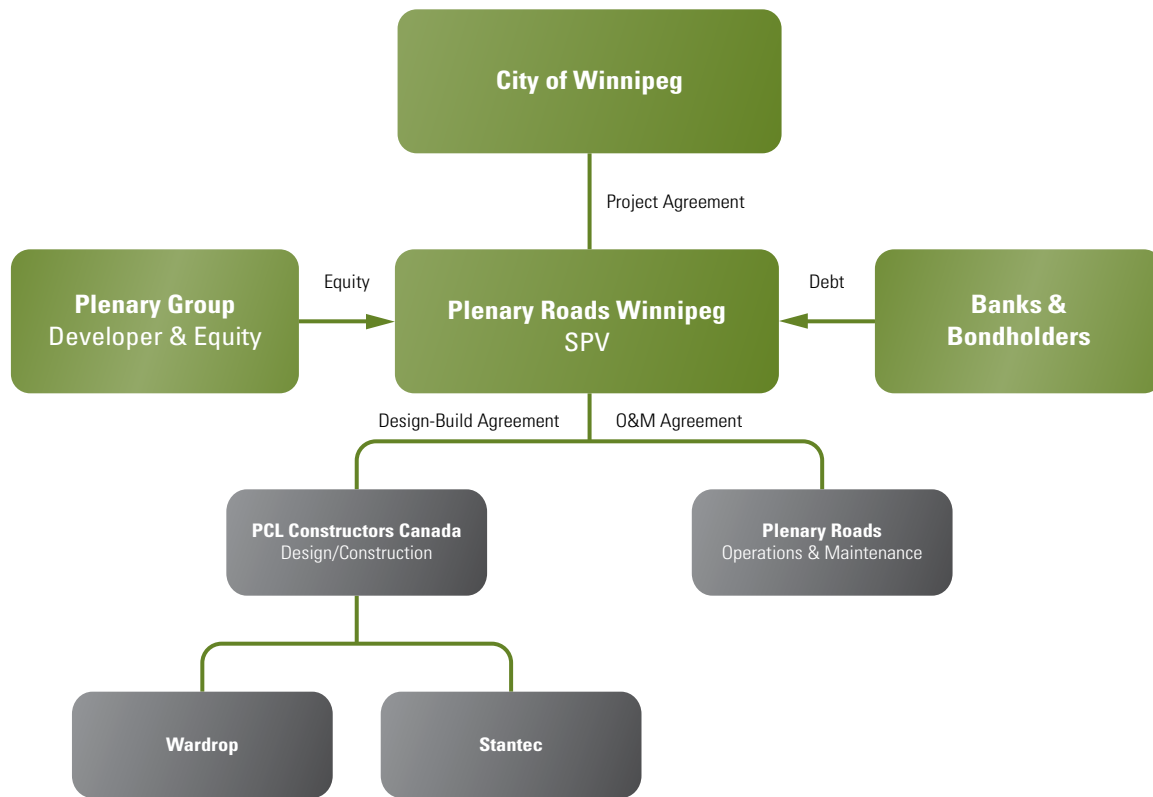 City of Winnipeg
Project Agreement
Plenary Group
Developer & Equity
Equity
Plenary Roads Winnipeg
SPV
Debt
Banks &
Bondholders
Design-Build Agreement
O&M Agreement
PCL Constructors Canada
Design/Construction
Plenary Roads
Operations & Maintenance
Wardrop
Stantec